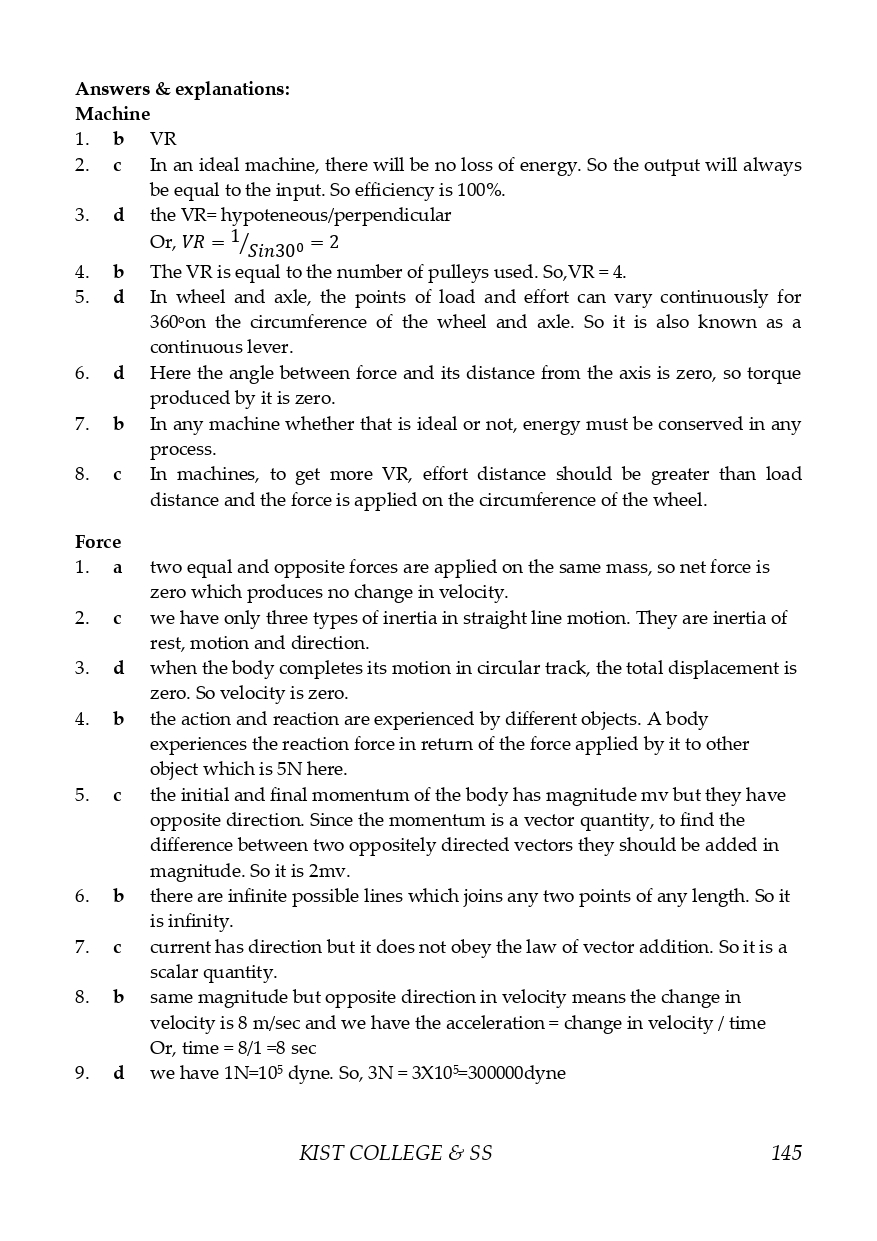 Answers & explanations:
Machine
1. b VR
2. c In an ideal machine, there will be no loss of energy. So the output will always
be equal to the input. So efficiency is 100%.
3. d the VR= hypoteneous/perpendicular
Or, VR = 1/Sin30⁰ = 2
4. b The VR is equal to the number of pulleys used. So,VR = 4.
5. d In wheel and axle, the points of load and effort can vary continuously for
360ᵒon the circumference of the wheel and axle. So it is also known as a
continuous lever.
6. d Here the angle between force and its distance from the axis is zero, so torque
produced by it is zero.
7. b In any machine whether that is ideal or not, energy must be conserved in any
process.
8. c In machines, to get more VR, effort distance should be greater than load
distance and the force is applied on the circumference of the wheel.
Force
1. a two equal and opposite forces are applied on the same mass, so net force is
zero which produces no change in velocity.
2. c we have only three types of inertia in straight line motion. They are inertia of
rest, motion and direction.
3. d when the body completes its motion in circular track, the total displacement is
zero. So velocity is zero.
4. b the action and reaction are experienced by different objects. A body
experiences the reaction force in return of the force applied by it to other
object which is 5N here.
5. c the initial and final momentum of the body has magnitude mv but they have
opposite direction. Since the momentum is a vector quantity, to find the
difference between two oppositely directed vectors they should be added in
magnitude. So it is 2mv.
6. b there are infinite possible lines which joins any two points of any length. So it
is infinity.
7. c current has direction but it does not obey the law of vector addition. So it is a
scalar quantity.
8. b same magnitude but opposite direction in velocity means the change in
velocity is 8 m/sec and we have the acceleration = change in velocity / time
Or, time = 8/1 =8 sec
9. d we have 1N=10⁵ dyne. So, 3N = 3X10⁵=300000dyne
KIST COLLEGE & SS 145